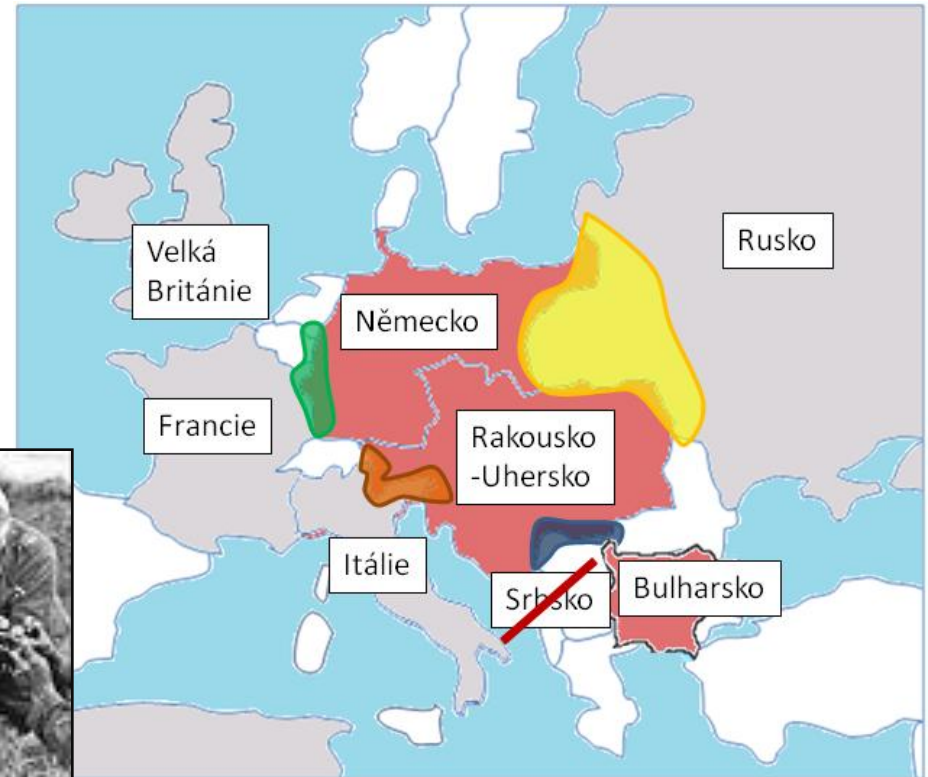 Velká
Británie
Rusko
Německo
Francie
Rakousko
-Uhersko
Itálie
Srbsko
Bulharsko